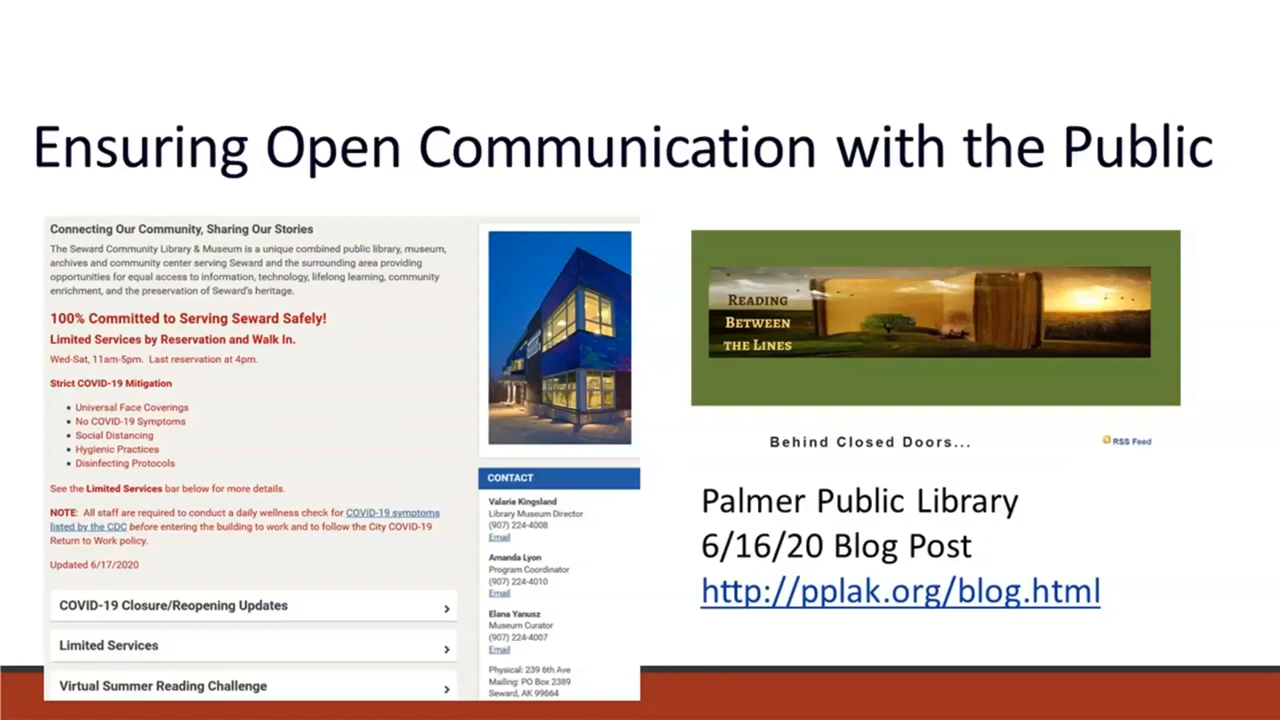 Ensuring Open Communication with the Public
Connecting Our Community, Sharing Our Stories
The Seward Community Library & Museum is a unique combined public library, museum,
archives and community center serving Seward and the surrounding area providing
opportunities for equal access to information, technology, lifelong learning, community
enrichment, and the preservation of Seward's heritage.
100% Committed to Serving Seward Safely!
Limited Services by Reservation and Walk In.
Wed-Sat, 11am-5pm. Last reservation at 4pm.
Strict COVID-19 Mitigation
• Universal Face Coverings
• No COVID-19 Symptoms
• Social Distancing
• Hygienic Practices
• Disinfecting Protocols
See the Limited Services bar below for more details.
NOTE: All staff are required to conduct a daily wellness check for COVID-19 symptoms
listed by the CDC before entering the building to work and to follow the City COVID-19
Return to Work policy.
Updated 6/17/2020
COVID-19 Closure/Reopening Updates
Limited Services
Virtual Summer Reading Challenge
CONTACT
Valarie Kingsland
Library Museum Director
(907) 224-4008
Email
Amanda Lyon
Program Coordinator
(907) 224-4010
Email
Elana Yanusz
Museum Curator
(907) 224-4007
Email
Physical: 239 6th Ave
Mailing: PO Box 2389
Seward, AK 99664
READING
BETWEEN
THE LINES
Behind Closed Doors...
RSS Feed
Palmer Public Library
6/16/20 Blog Post
http://pplak.org/blog.html